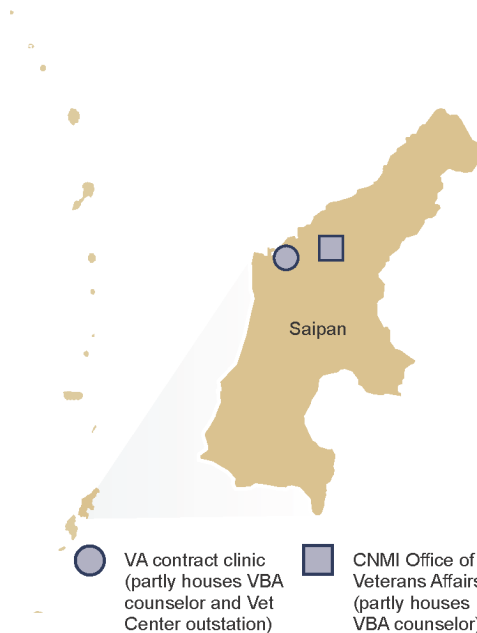 Saipan
VA contract clinic
(partly houses VBA
counselor and Vet
Center outstation)
CNMI Office of
Veterans Affairs
(partly houses
VBA counselor)